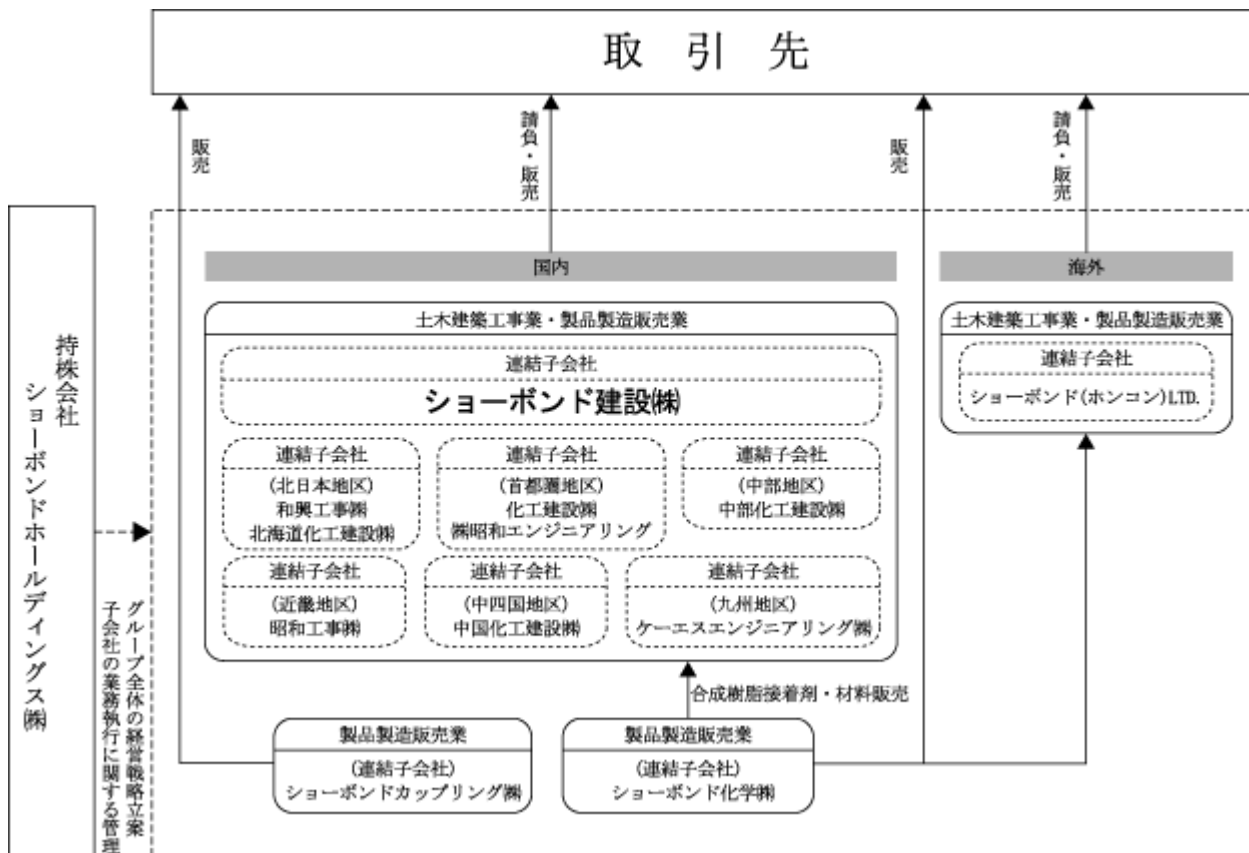 取引先
販売
請負・販売
販売
請負・販売
持株会社
ショーボンドホールディングス㈱
グループ全体の経営戦略立案
子会社の業務執行に関する管理
国内
土木建築工事業・製品製造販売業
連結子会社
ショーボンド建設㈱
連結子会社
(北日本地区)
和興工事㈱
北海道化工建設㈱
連結子会社
(首都圏地区)
化工建設㈱
㈱昭和エンジニアリング
連結子会社
(中部地区)
中部化工建設㈱
連結子会社
(近畿地区)
昭和工事㈱
連結子会社
(中四国地区)
中国化工建設㈱
連結子会社
(九州地区)
ケーエスエンジニアリング㈱
海外
土木建築工事業・製品製造販売業
連結子会社
ショーボンド(ホンコン)LTD.
合成樹脂接着剤・材料販売
製品製造販売業
(連結子会社)
ショーボンドカップリング㈱
製品製造販売業
(連結子会社)
ショーボンド化学㈱